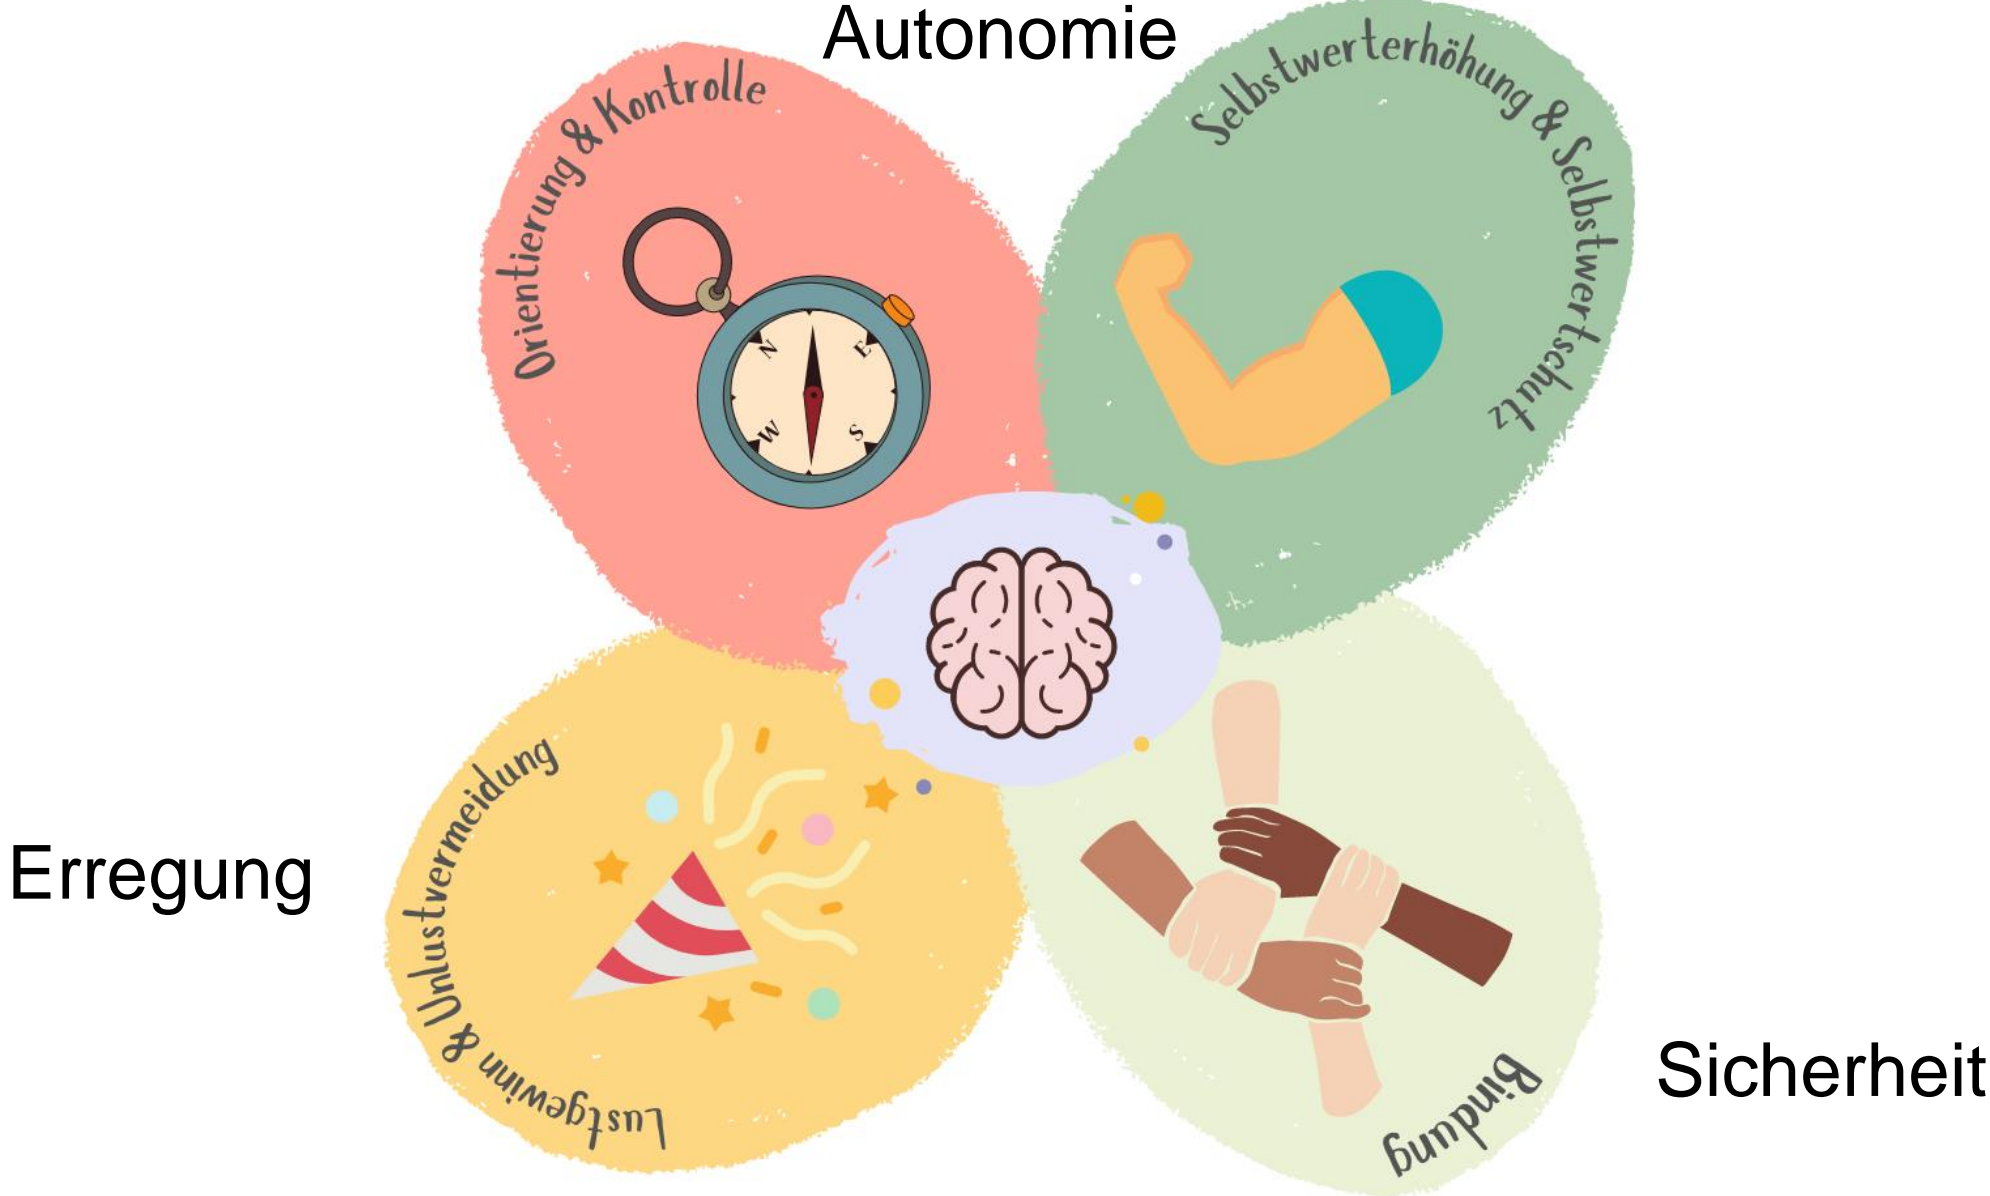 Autonomie
Orientierung & Kontrolle
Selbstwerterhöhung & Selbstwertschutz
N
E
W
S
Erregung
Lustgewinn & Unlustvermeidung
Bindung
Sicherheit